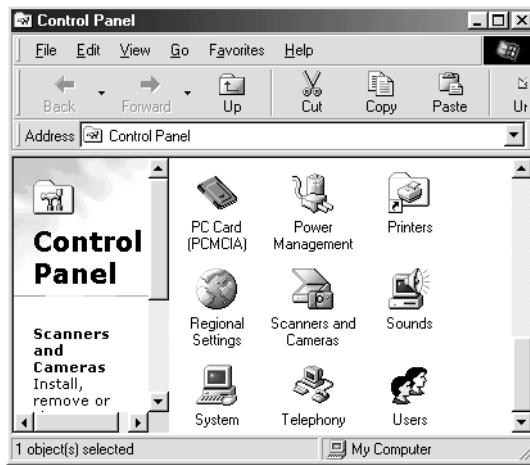 Control Panel
File Edit View Go Favorites Help
Back Forward Up Cut Copy Paste
Address Control Panel
Control
Panel
Scanners
and
Cameras
Install,
remove or
PC Card
(PCMCIA)
Power
Management
Printers
Regional
Settings
Scanners and
Cameras
Sounds
System
Telephony
Users
1 object(s) selected
My Computer